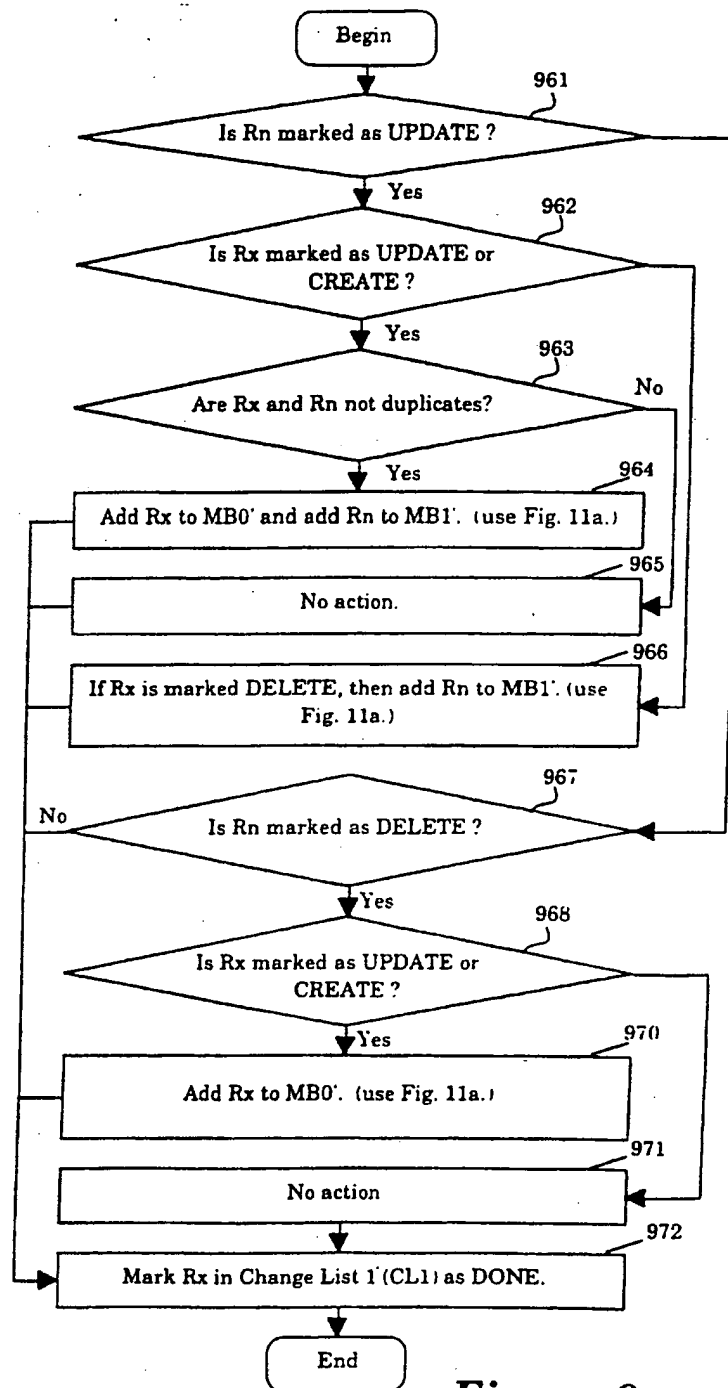 Begin
961
Is Rn marked as UPDATE ?
Yes
962
Is Rx marked as UPDATE or
CREATE ?
Yes
963
Are Rx and Rn not duplicates?
No
Yes
964
Add Rx to MB0' and add Rn to MB1'. (use Fig. 11a.)
965
No action.
966
If Rx is marked DELETE, then add Rn to MB1'. (use
Fig. 11a.)
967
No
Is Rn marked as DELETE ?
Yes
968
Is Rx marked as UPDATE or
CREATE ?
Yes
970
Add Rx to MB0'. (use Fig. 11a.)
971
No action
972
Mark Rx in Change List 1' (CL1) as DONE.
End